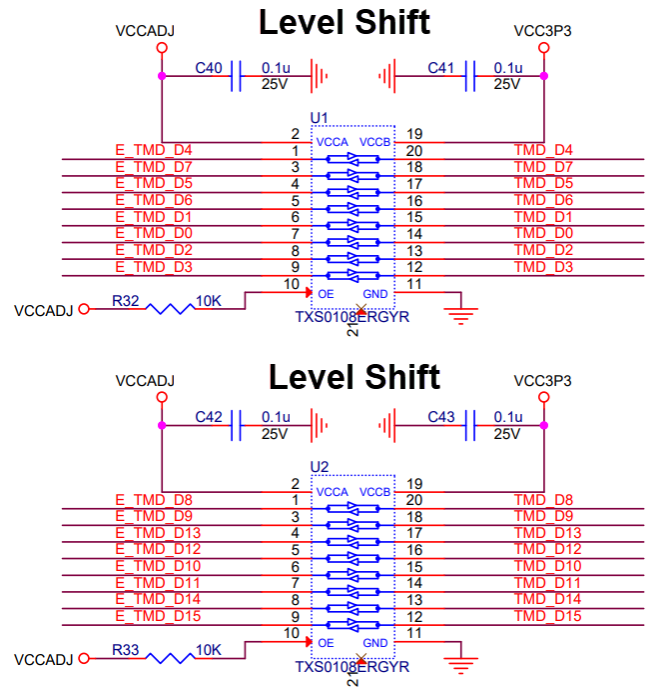 Level Shift
VCCADJ VCC3P3
C40 0.1u C41 0.1u
25V 25V
U1
2 VCCA VCCB 19
E_TMD_D4 1 20 TMD_D4
E_TMD_D7 3 18 TMD_D7
E_TMD_D5 4 17 TMD_D5
E_TMD_D6 5 16 TMD_D6
E_TMD_D1 6 15 TMD_D1
E_TMD_D0 7 14 TMD_D0
E_TMD_D2 8 13 TMD_D2
E_TMD_D3 9 12 TMD_D3
10 OE GND 11
VCCADJ R32 10K
TXS0108ERGYR
21
Level Shift
VCCADJ VCC3P3
C42 0.1u C43 0.1u
25V 25V
U2
2 VCCA VCCB 19
E_TMD_D8 1 20 TMD_D8
E_TMD_D9 3 18 TMD_D9
E_TMD_D13 4 17 TMD_D13
E_TMD_D12 5 16 TMD_D12
E_TMD_D10 6 15 TMD_D10
E_TMD_D11 7 14 TMD_D11
E_TMD_D14 8 13 TMD_D14
E_TMD_D15 9 12 TMD_D15
10 OE GND 11
VCCADJ R33 10K
TXS0108ERGYR
21